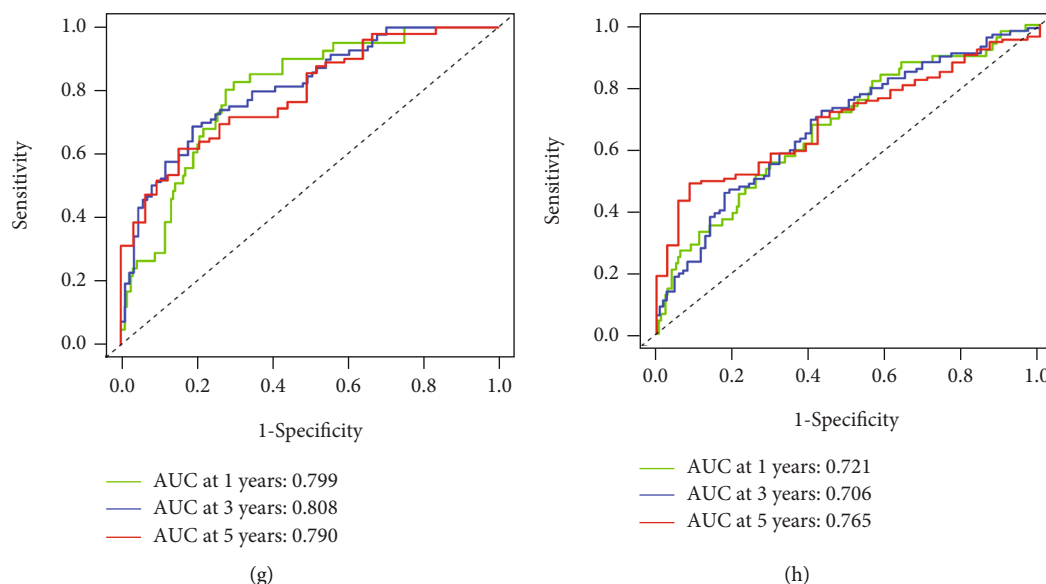 1.0
0.8
0.6
0.4
0.2
0.0
Sensitivity
0.0 0.2 0.4 0.6 0.8 1.0
1-Specificity
AUC at 1 years: 0.799
AUC at 3 years: 0.808
AUC at 5 years: 0.790
(g)
1.0
0.8
0.6
0.4
0.2
0.0
Sensitivity
0.0 0.2 0.4 0.6 0.8 1.0
1-Specificity
AUC at 1 years: 0.721
AUC at 3 years: 0.706
AUC at 5 years: 0.765
(h)